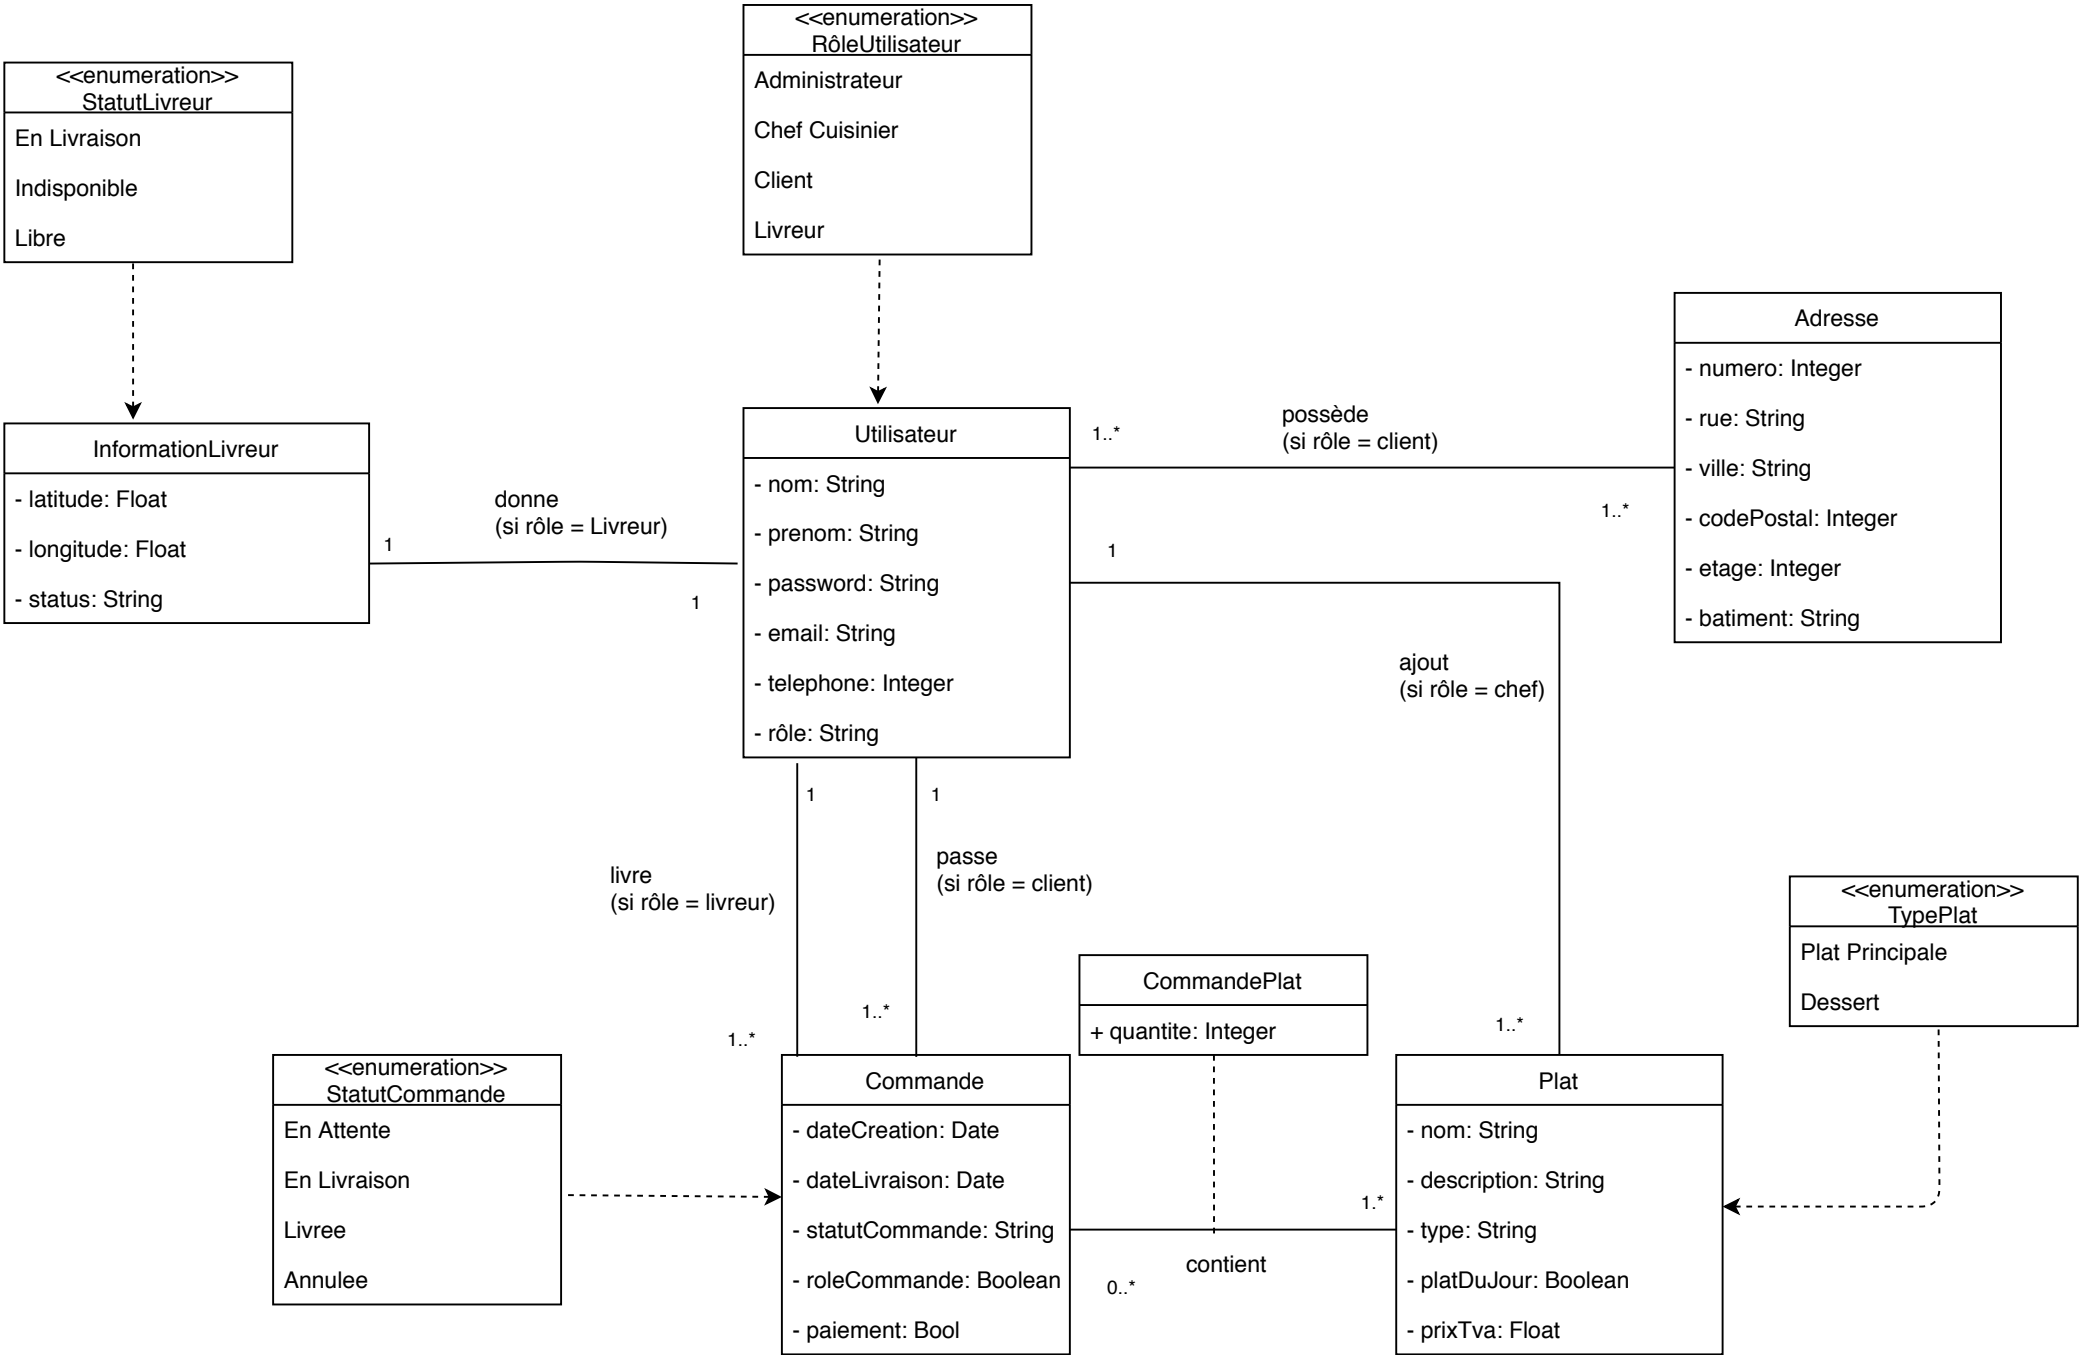 <<enumeration>>
RôleUtilisateur
Administrateur
Chef Cuisinier
Client
Livreur
<<enumeration>>
StatutLivreur
En Livraison
Indisponible
Libre
Adresse
- numero: Integer
- rue: String
- ville: String
- codePostal: Integer
- etage: Integer
- batiment: String
InformationLivreur
- latitude: Float
- longitude: Float
- status: String
donne
(si rôle = Livreur)
1
1
Utilisateur
- nom: String
- prenom: String
- password: String
- email: String
- telephone: Integer
- rôle: String
1..*
possède
(si rôle = client)
1..*
1
ajout
(si rôle = chef)
1..*
1
livre
(si rôle = livreur)
1..*
1
passe
(si rôle = client)
1..*
<<enumeration>>
TypePlat
Plat Principale
Dessert
CommandePlat
+ quantite: Integer
<<enumeration>>
StatutCommande
En Attente
En Livraison
Livree
Annulee
Commande
- dateCreation: Date
- dateLivraison: Date
- statutCommande: String
- roleCommande: Boolean
- paiement: Bool
1.*
contient
0..*
Plat
- nom: String
- description: String
- type: String
- platDuJour: Boolean
- prixTva: Float